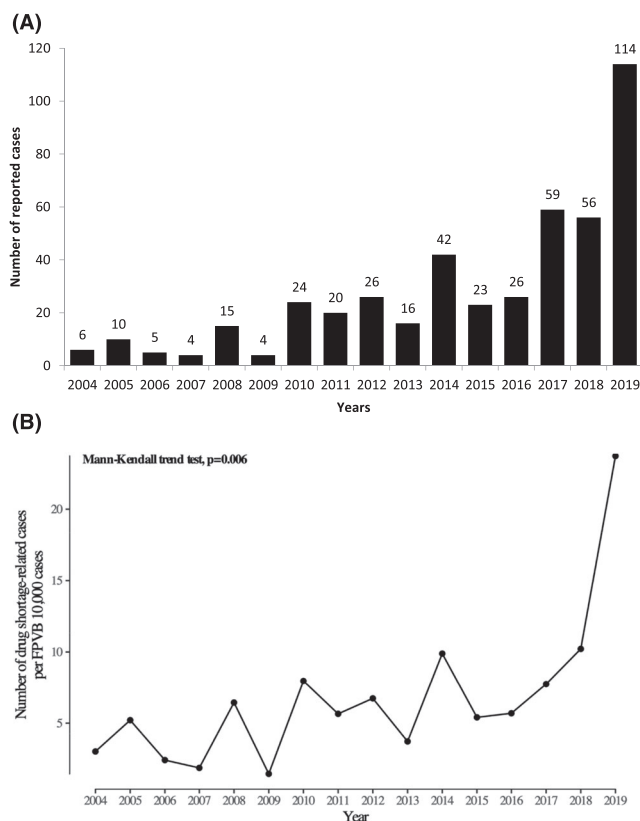 (A)
120
100
80
60
40
20
0
Number of reported cases
6
10
5
4
15
4
24
20
26
16
42
23
26
59
56
114
2004 2005 2006 2007 2008 2009 2010 2011 2012 2013 2014 2015 2016 2017 2018 2019
Years
(B)
Mann-Kendall trend test, p=0.006
20
15
10
5
Number of drug shortage-related cases
per FPVB 10,000 cases
2004 2005 2006 2007 2008 2009 2010 2011 2012 2013 2014 2015 2016 2017 2018 2019
Year